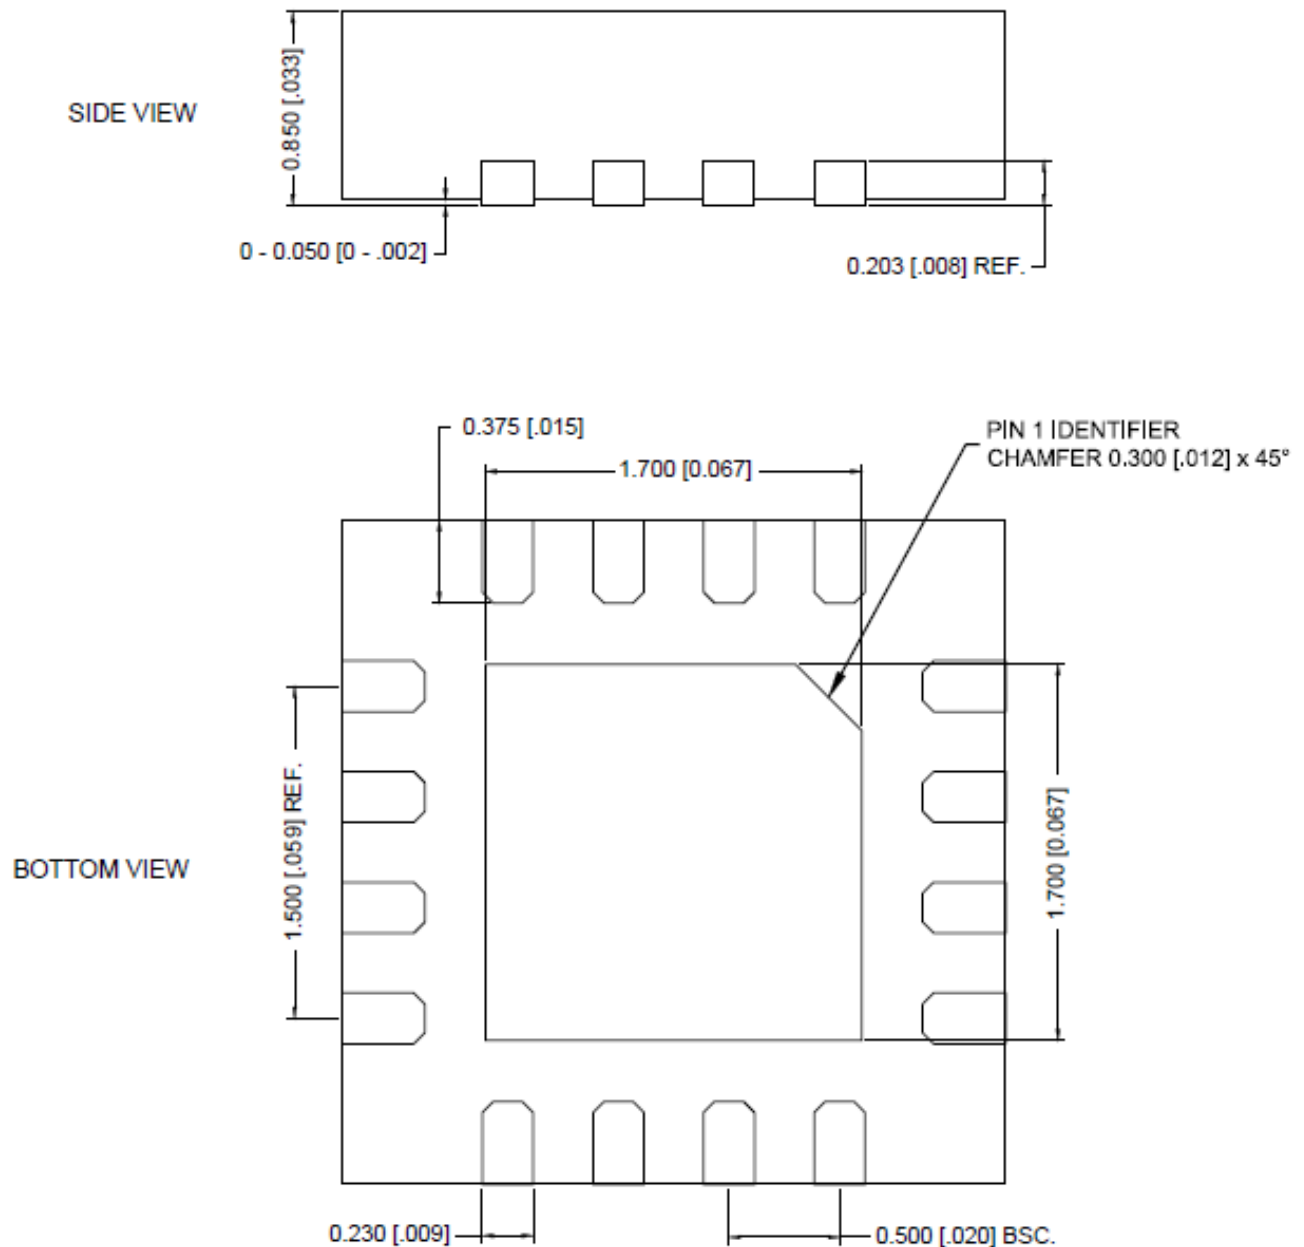 0.850 [.033]
SIDE VIEW
0 - 0.050 [0 - .002]
0.203 [.008] REF.
0.375 [.015]
1.700 [0.067]
PIN 1 IDENTIFIER
CHAMFER 0.300 [.012] x 45°
1.500 [.059] REF.
1.700 [0.067]
BOTTOM VIEW
0.230 [.009]
0.500 [.020] BSC.